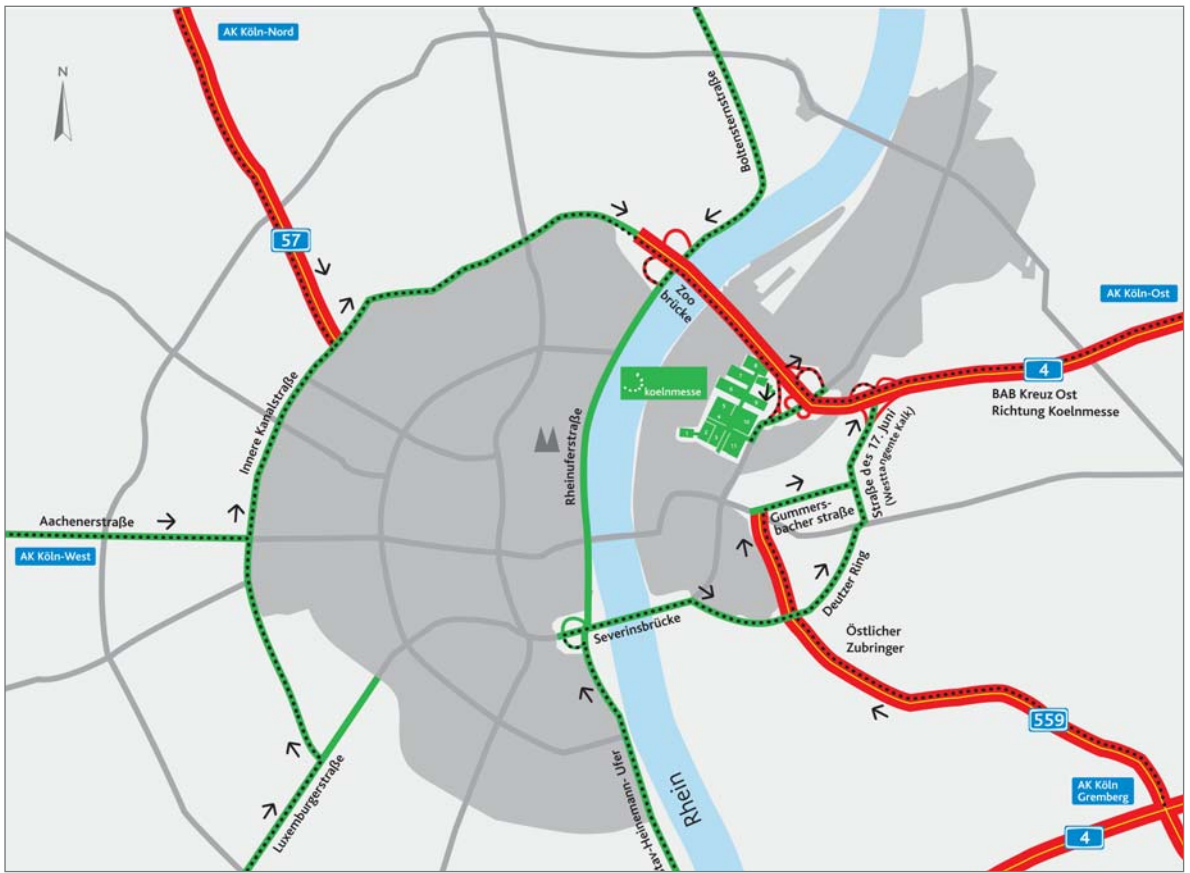 AK Köln-Nord
N
Boltensternstraße
57
Zoo
brücke
AK Köln-Ost
4
BAB Kreuz Ost
Richtung Koelnmesse
koelnmesse
Innere Kanalstraße
Rheinuferstraße
Straße des 17. Juni
(Westtangente Kalk)
Aachenerstraße
AK Köln-West
Gummers-
bacher straße
Deutzer Ring
Severinsbrücke
Östlicher
Zubringer
559
AK Köln
Gremberg
4
Luxemburgerstraße
tav-Heinemann- Ufer
Rhein